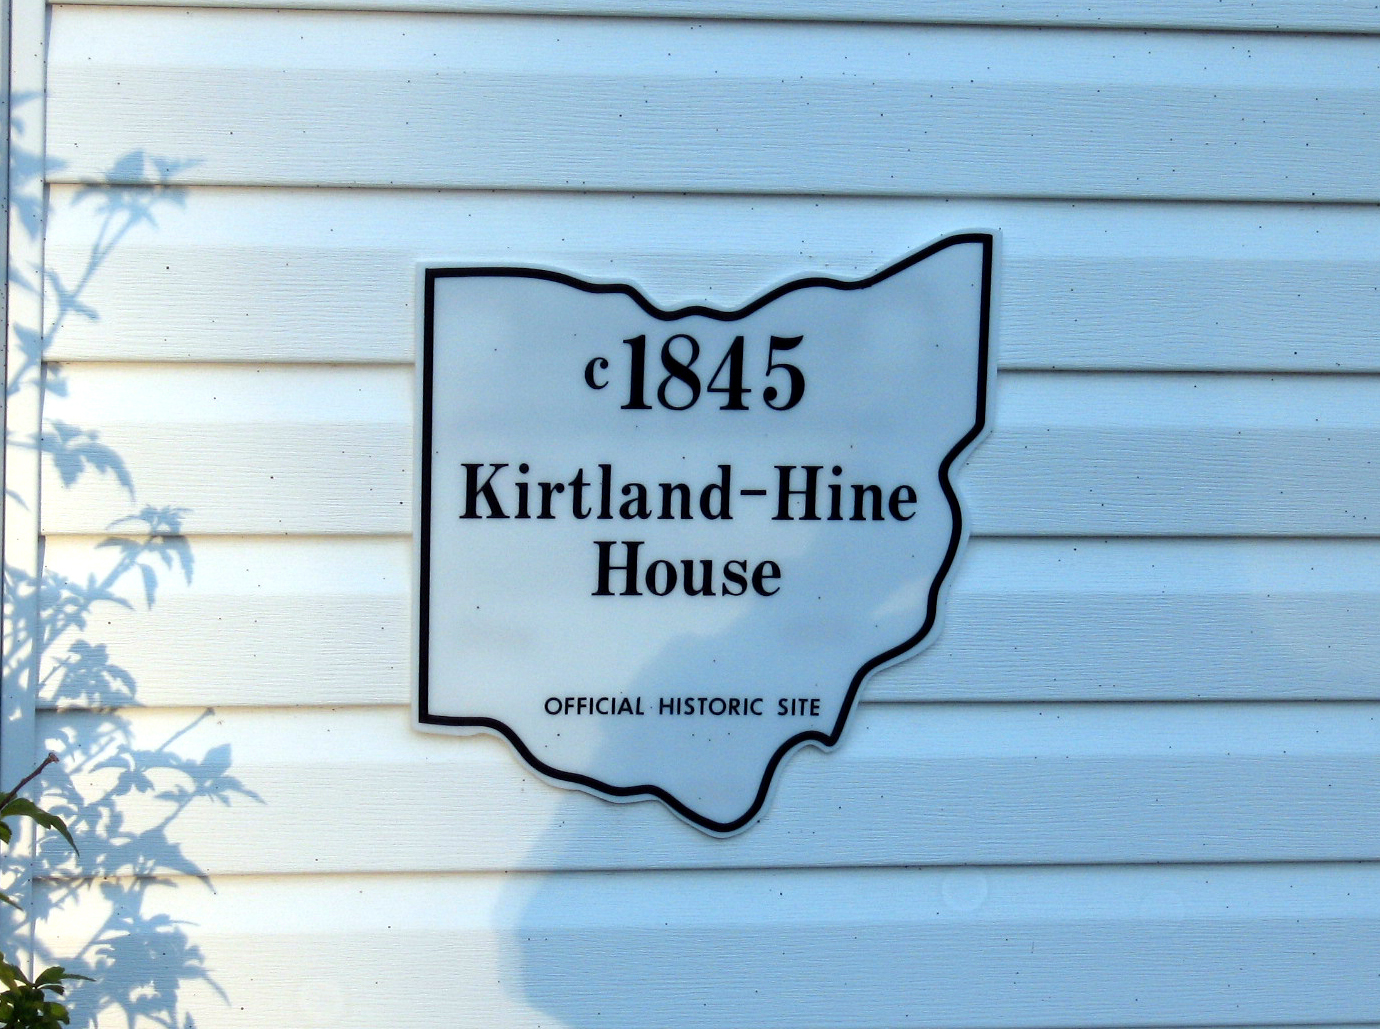 c1845
Kirtland-Hine
House
OFFICIAL HISTORIC SITE